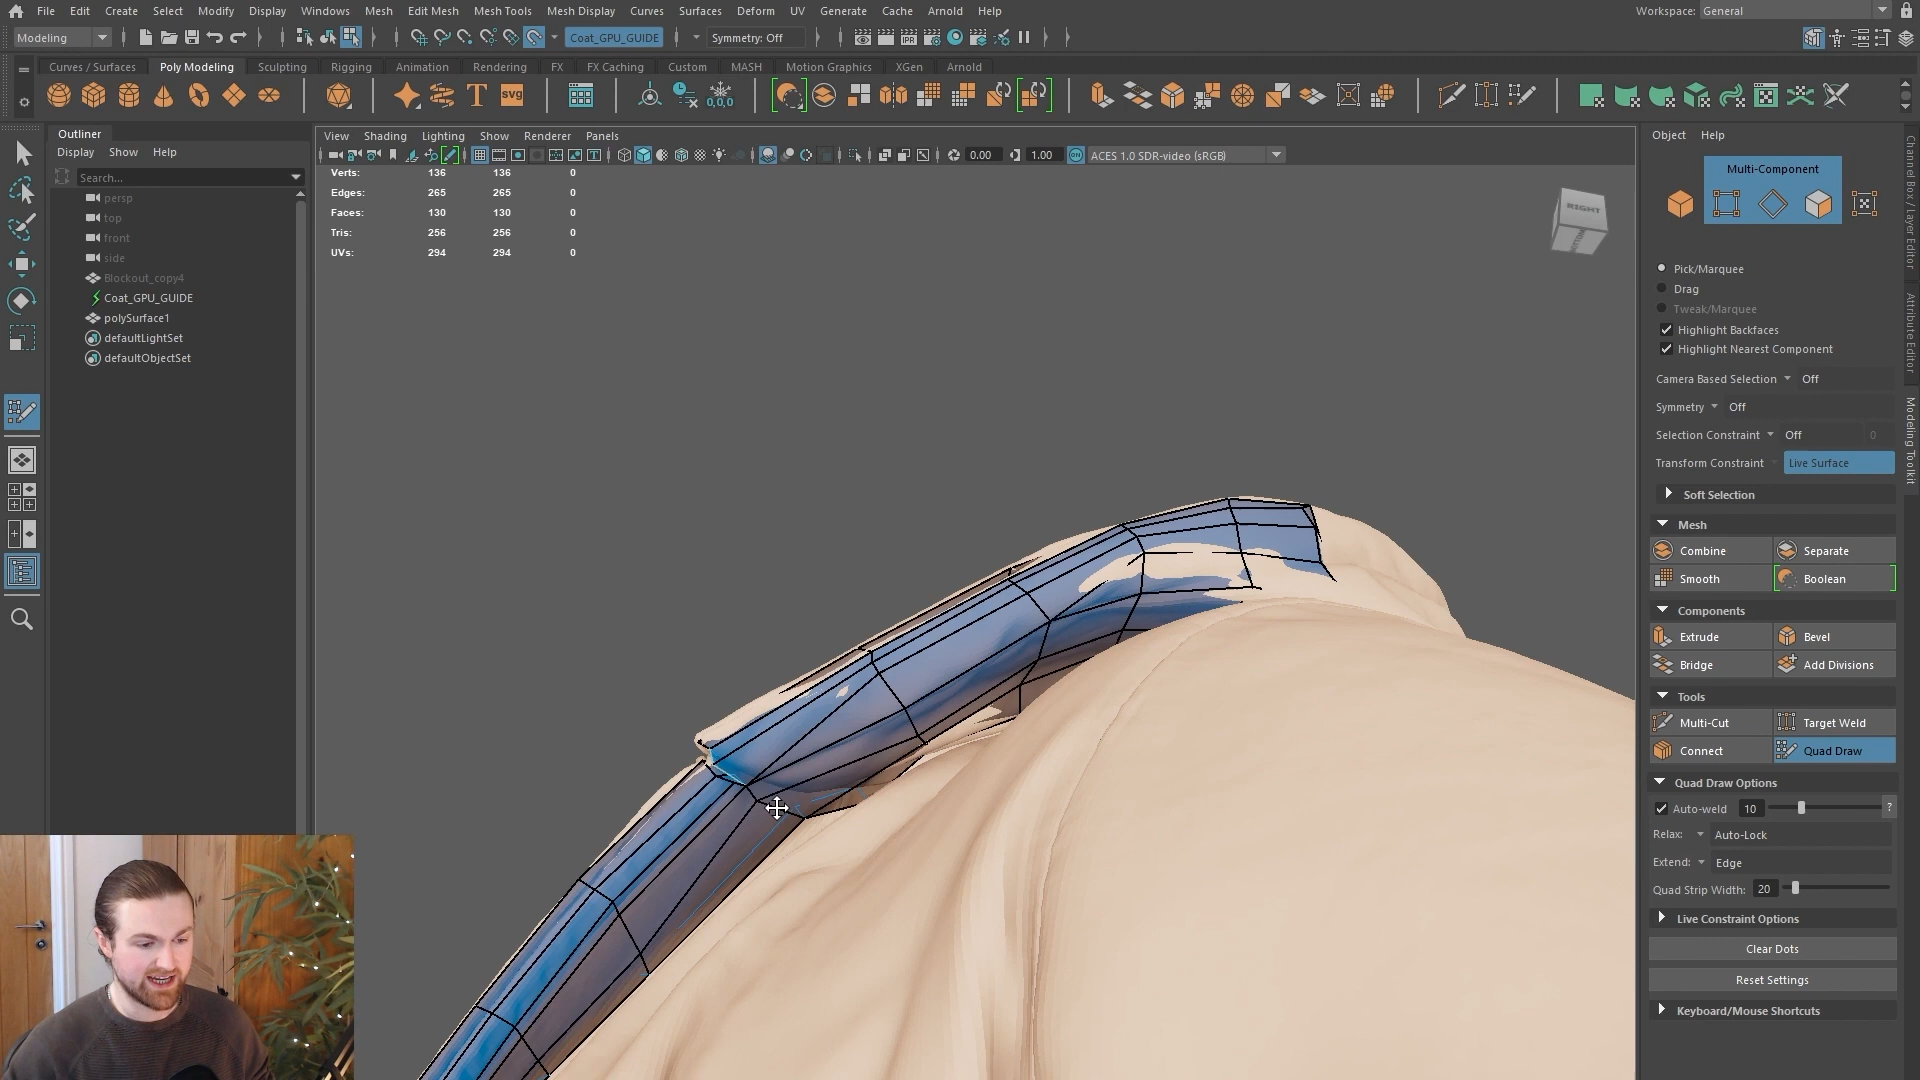 File Edit Create Select Modify Display Windows Mesh Edit Mesh Mesh Tools Mesh Display Curves Surfaces Deform UV Generate Cache Arnold Help Workspace: General
Modeling Coat_GPU_GUIDE Symmetry: Off IPR
Curves / Surfaces Poly Modeling Sculpting Rigging Animation Rendering FX FX Caching Custom MASH Motion Graphics XGen Arnold
T svg 0,0,0
Outliner
Display Show Help
Search...
persp
top
front
side
Blockout_copy4
Coat_GPU_GUIDE
polySurface1
defaultLightSet
defaultObjectSet
View Shading Lighting Show Renderer Panels
0.00 1.00 ON ACES 1.0 SDR-video (sRGB)
Verts: 136 136 0
Edges: 265 265 0
Faces: 130 130 0
Tris: 256 256 0
UVs: 294 294 0
RIGHT
Object Help
Multi-Component
Pick/Marquee
Drag
Tweak/Marquee
Highlight Backfaces
Highlight Nearest Component
Camera Based Selection Off
Symmetry Off
Selection Constraint Off 0
Transform Constraint Live Surface
Soft Selection
Mesh
Combine Separate
Smooth Boolean
Components
Extrude Bevel
Bridge Add Divisions
Tools
Multi-Cut Target Weld
Connect Quad Draw
Quad Draw Options
Auto-weld 10 ?
Relax: Auto-Lock
Extend: Edge
Quad Strip Width: 20
Live Constraint Options
Clear Dots
Reset Settings
Keyboard/Mouse Shortcuts
Channel Box / Layer Editor
Attribute Editor
Modeling Toolkit